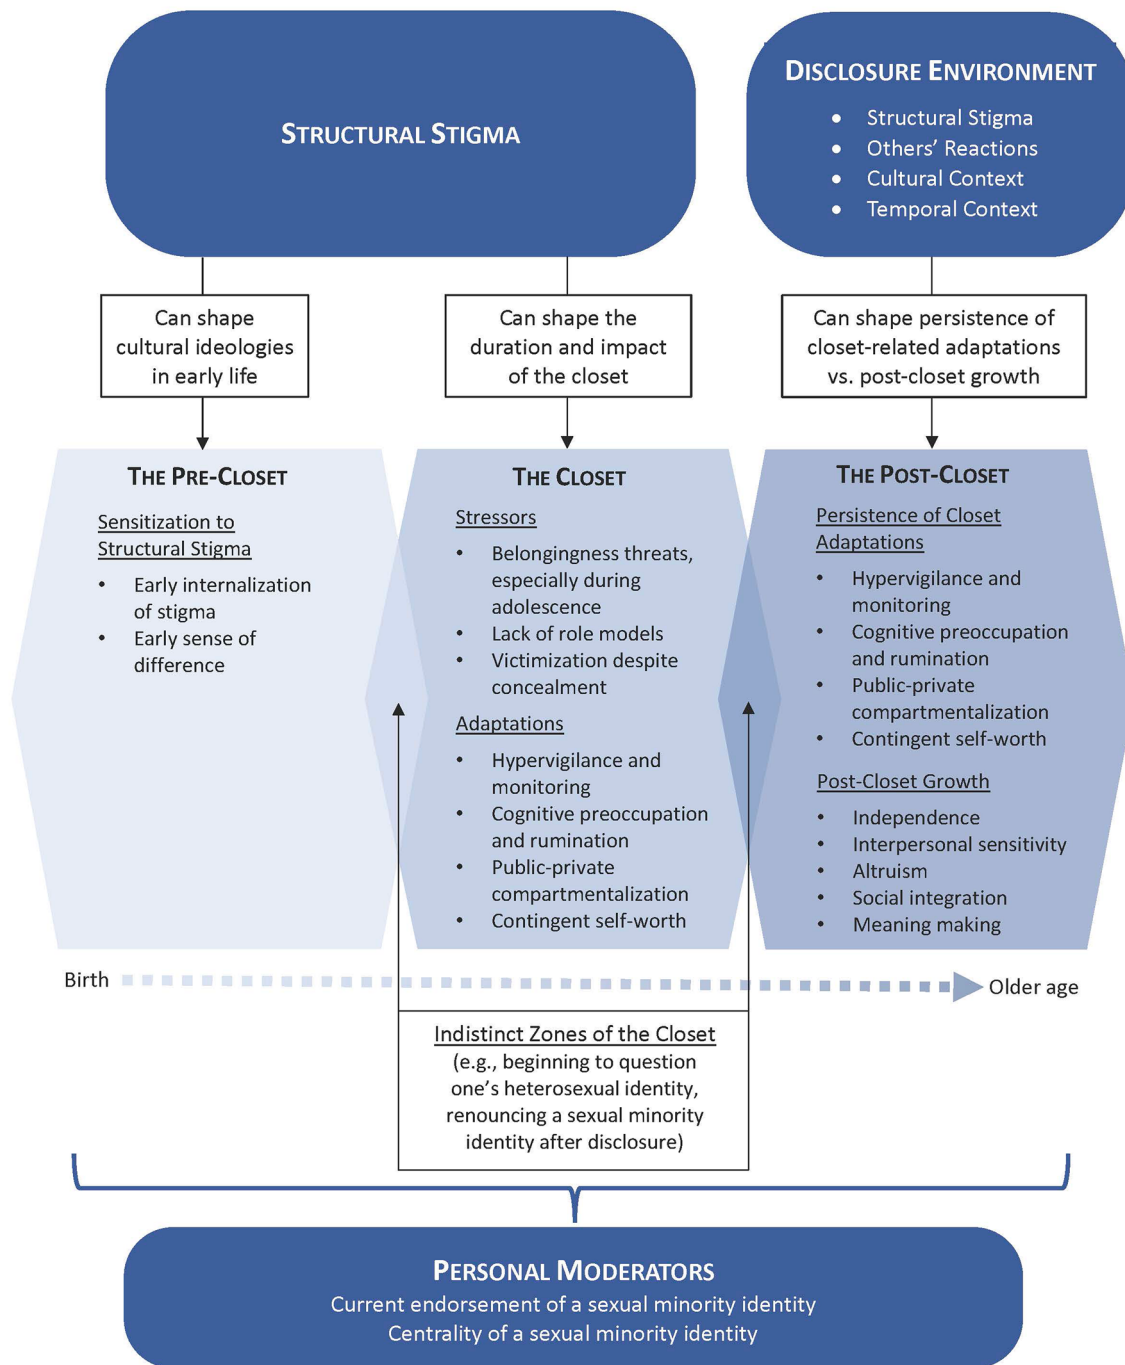 STRUCTURAL STIGMA
DISCLOSURE ENVIRONMENT
• Structural Stigma
• Others’ Reactions
• Cultural Context
• Temporal Context
Can shape
cultural ideologies
in early life
Can shape the
duration and impact
of the closet
Can shape persistence of
closet-related adaptations
vs. post-closet growth
THE PRE-CLOSET
Sensitization to
Structural Stigma
• Early internalization
of stigma
• Early sense of
difference
THE CLOSET
Stressors
• Belongingness threats,
especially during
adolescence
• Lack of role models
• Victimization despite
concealment
Adaptations
• Hypervigilance and
monitoring
• Cognitive preoccupation
and rumination
• Public-private
compartmentalization
• Contingent self-worth
THE POST-CLOSET
Persistence of Closet
Adaptations
• Hypervigilance and
monitoring
• Cognitive preoccupation
and rumination
• Public-private
compartmentalization
• Contingent self-worth
Post-Closet Growth
• Independence
• Interpersonal sensitivity
• Altruism
• Social integration
• Meaning making
Birth
Older age
Indistinct Zones of the Closet
(e.g., beginning to question
one’s heterosexual identity,
renouncing a sexual minority
identity after disclosure)
PERSONAL MODERATORS
Current endorsement of a sexual minority identity
Centrality of a sexual minority identity